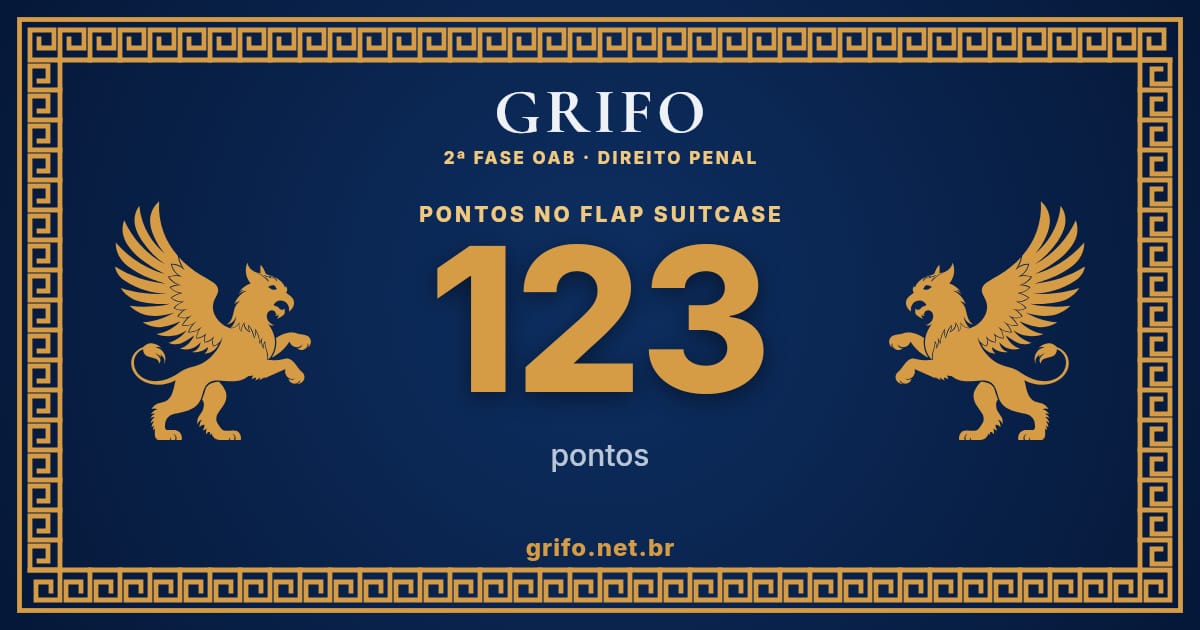 GRIFO
2ª FASE OAB · DIREITO PENAL
PONTOS NO FLAP SUITCASE
123
pontos
grifo.net.br